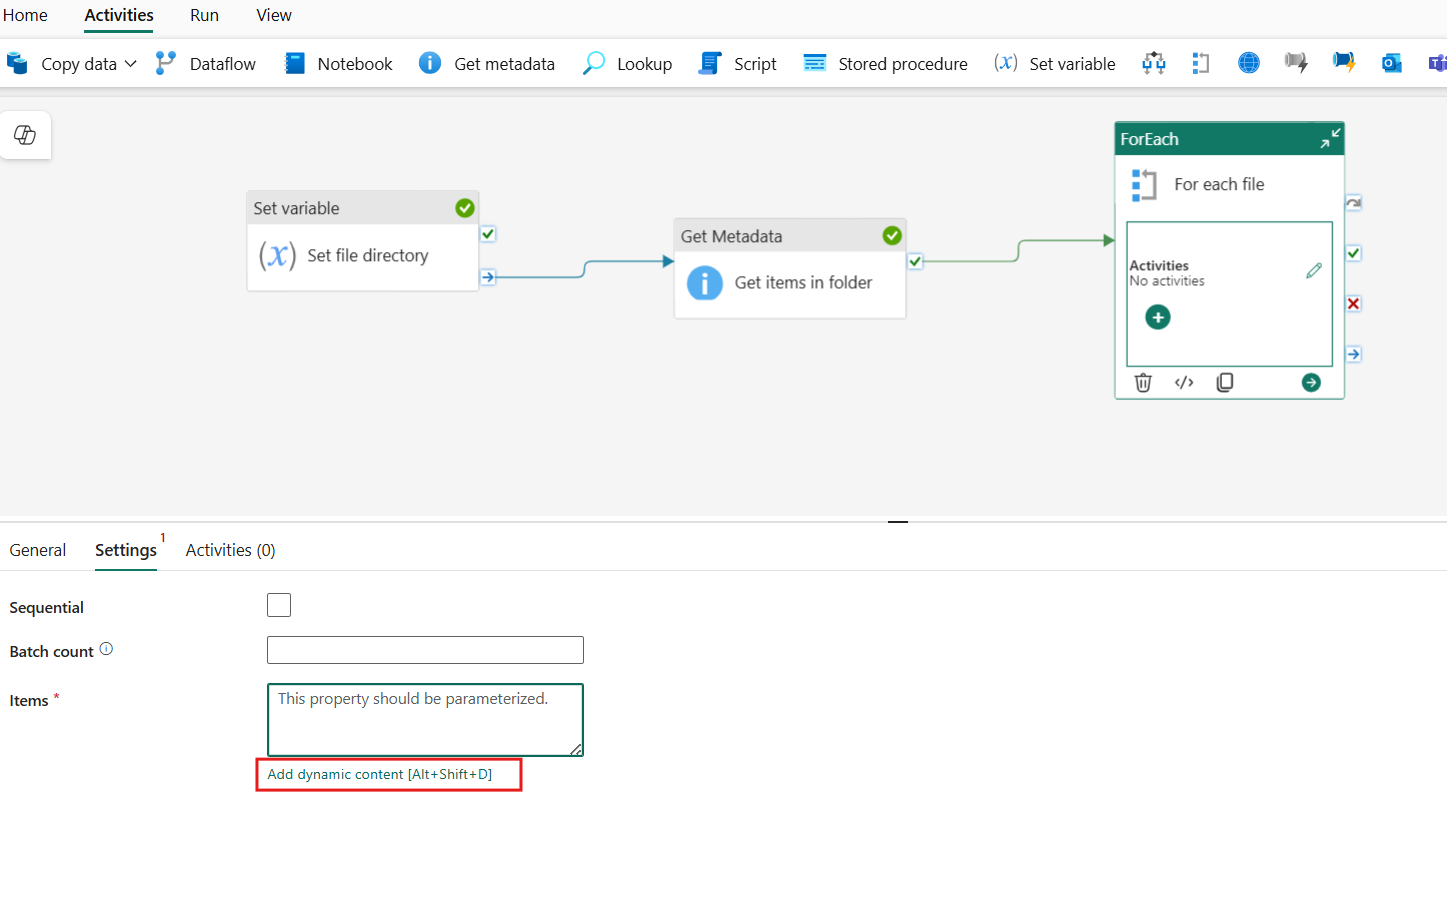 Home Activities Run View
Copy data Dataflow Notebook Get metadata Lookup Script Stored procedure (x) Set variable
Set variable
(x) Set file directory
Get Metadata
Get items in folder
ForEach
For each file
Activities
No activities
General Settings 1 Activities (0)
Sequential
Batch count
Items * This property should be parameterized.
Add dynamic content [Alt+Shift+D]